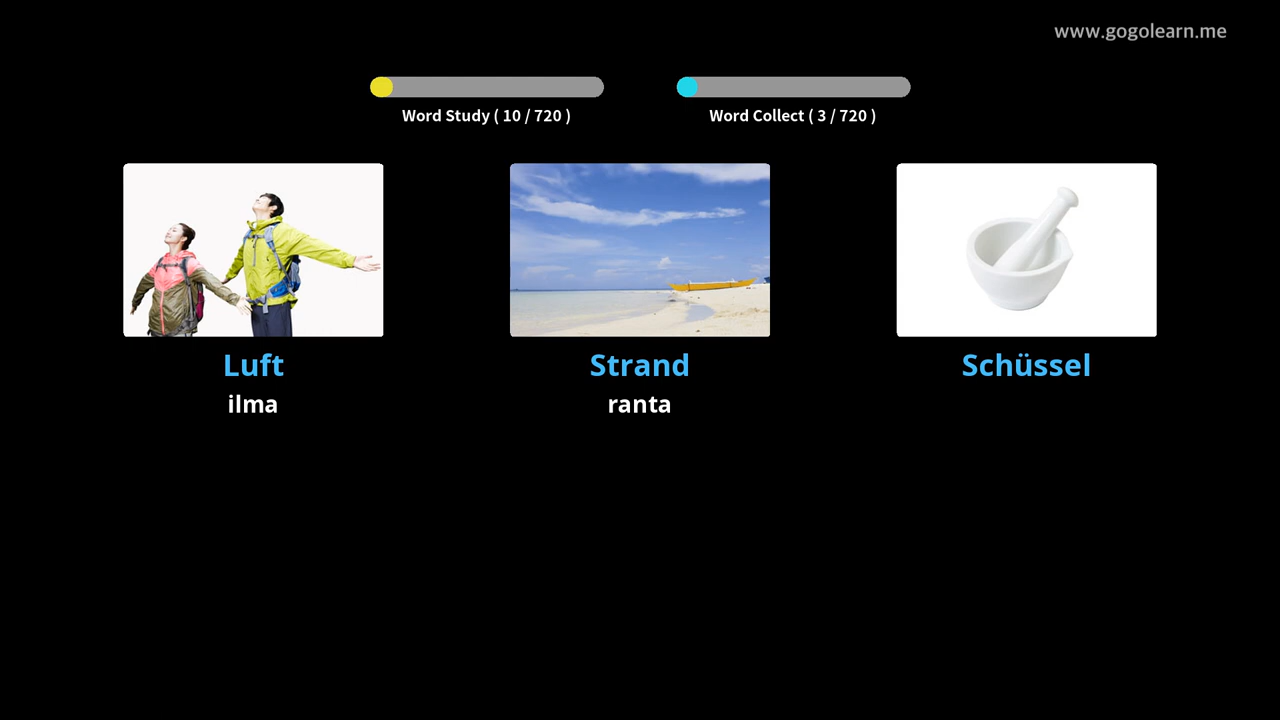 www.gogolearn.me
Word Study ( 10 / 720 )
Word Collect ( 3 / 720 )
Luft
ilma
Strand
ranta
Schüssel